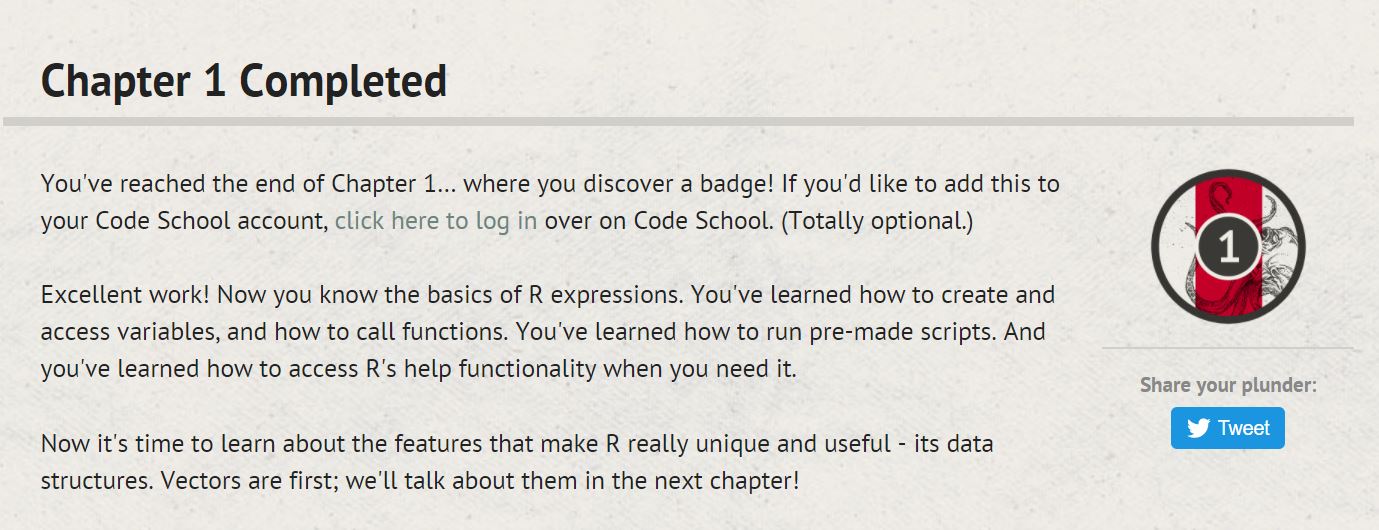 Chapter 1 Completed
You've reached the end of Chapter 1... where you discover a badge! If you'd like to add this to
your Code School account, click here to log in over on Code School. (Totally optional.)
1
Excellent work! Now you know the basics of R expressions. You've learned how to create and
access variables, and how to call functions. You've learned how to run pre-made scripts. And
you've learned how to access R's help functionality when you need it.
Share your plunder:
Tweet
Now it's time to learn about the features that make R really unique and useful - its data
structures. Vectors are first; we'll talk about them in the next chapter!